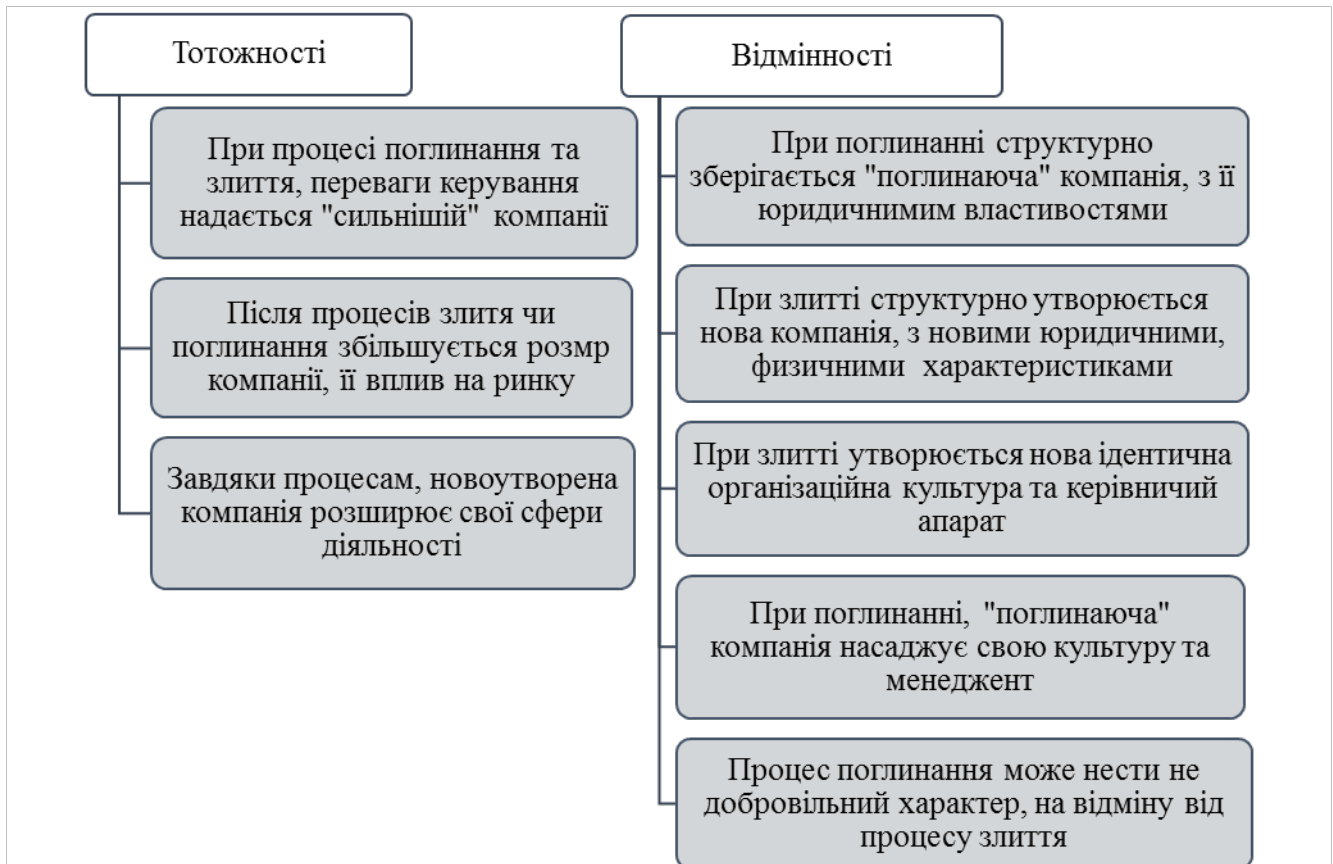 Тотожності
При процесі поглинання та
злиття, переваги керування
надається "сильнішій" компанії
Після процесів злитя чи
поглинання збільшується розмр
компанії, її вплив на ринку
Завдяки процесам, новоутворена
компанія розширює свої сфери
діяльності
Відмінності
При поглинанні структурно
зберігається "поглинаюча" компанія, з її
юридичнимим властивостями
При злитті структурно утворюється
нова компанія, з новими юридичними,
физичними характеристиками
При злитті утворюється нова ідентична
організаційна культура та керівничий
апарат
При поглинанні, "поглинаюча"
компанія насаджує свою культуру та
менеджент
Процес поглинання може нести не
добровільний характер, на відміну від
процесу злиття